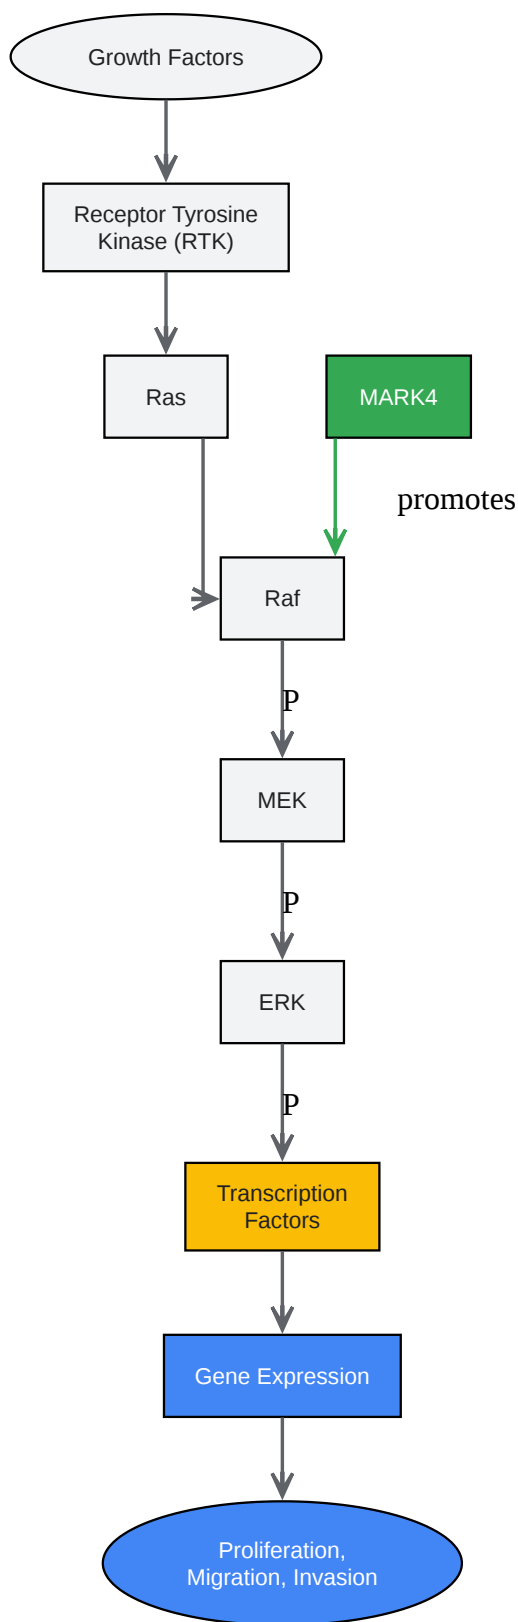 Growth Factors
Receptor Tyrosine
Kinase (RTK)
Ras
MARK4
promotes
Raf
P
MEK
P
ERK
P
Transcription
Factors
Gene Expression
Proliferation,
Migration, Invasion